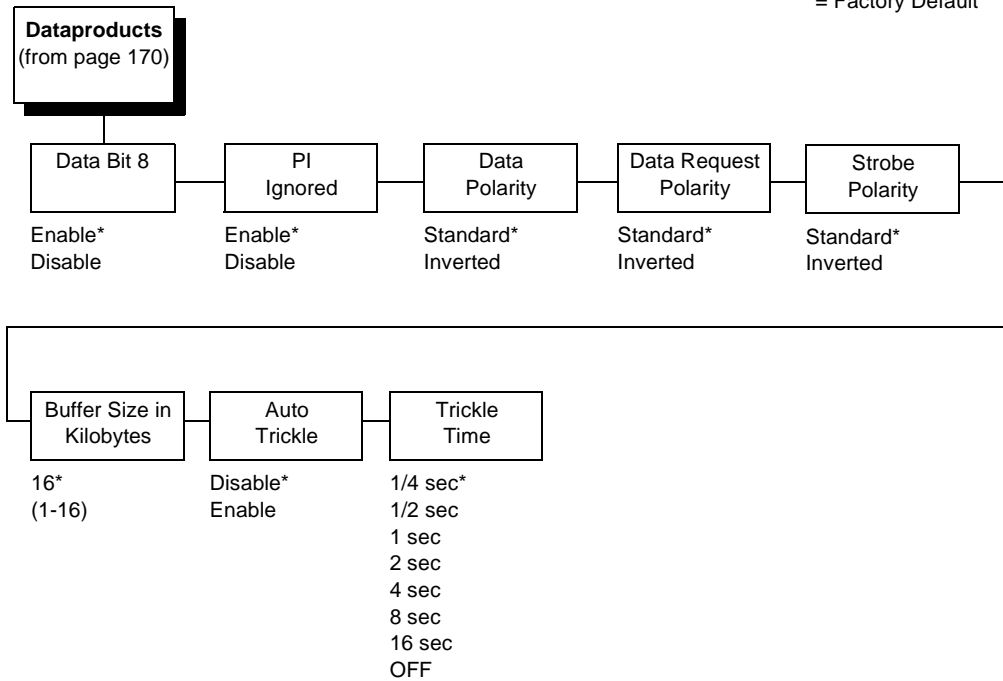 = Factory Default
Dataproducts
(from page 170)
Data Bit 8
Enable*
Disable
PI
Ignored
Enable*
Disable
Data
Polarity
Standard*
Inverted
Data Request
Polarity
Standard*
Inverted
Strobe
Polarity
Standard*
Inverted
Buffer Size in
Kilobytes
16*
(1-16)
Auto
Trickle
Disable*
Enable
Trickle
Time
1/4 sec*
1/2 sec
1 sec
2 sec
4 sec
8 sec
16 sec
OFF